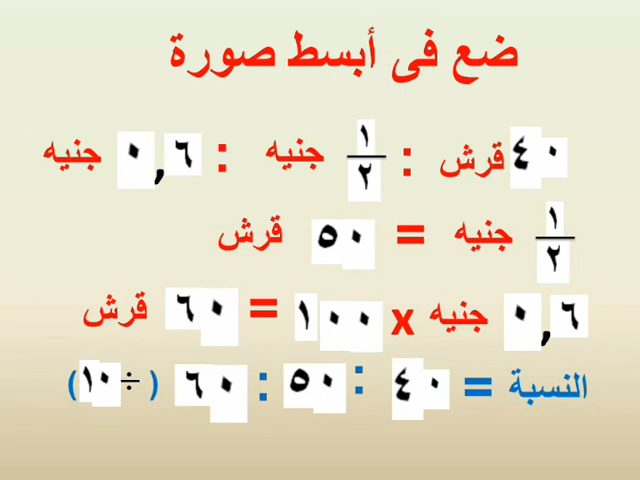 ضع فى أبسط صورة
٤٠ قرش : ١/٢ جنيه : ٠,٦ جنيه
١/٢ جنيه = ٥٠ قرش
٠,٦ جنيه x ١٠٠ = ٦٠ قرش
النسبة = ٤٠ : ٥٠ : ٦٠ (÷ ١٠)